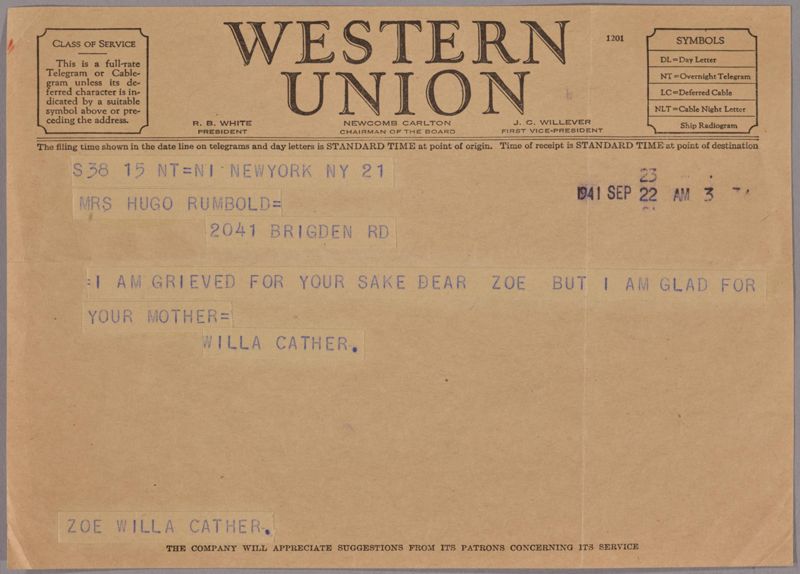 CLASS OF SERVICE
This is a full-rate
Telegram or Cable-
gram unless its de-
ferred character is in-
dicated by a suitable
symbol above or pre-
ceding the address.
WESTERN
UNION
1201
SYMBOLS
DL=Day Letter
NT=Overnight Telegram
LC=Deferred Cable
NLT=Cable Night Letter
Ship Radiogram
R. B. WHITE
PRESIDENT
NEWCOMB CARLTON
CHAIRMAN OF THE BOARD
J. C. WILLEVER
FIRST VICE-PRESIDENT
The filing time shown in the date line on telegrams and day letters is STANDARD TIME at point of origin. Time of receipt is STANDARD TIME at point of destination
S38 15 NT=N1 NEWYORK NY 21
23
1941 SEP 22 AM 3
MRS HUGO RUMBOLD=
2041 BRIGDEN RD
=I AM GRIEVED FOR YOUR SAKE DEAR ZOE BUT I AM GLAD FOR
YOUR MOTHER=
WILLA CATHER.
ZOE WILLA CATHER.
THE COMPANY WILL APPRECIATE SUGGESTIONS FROM ITS PATRONS CONCERNING ITS SERVICE